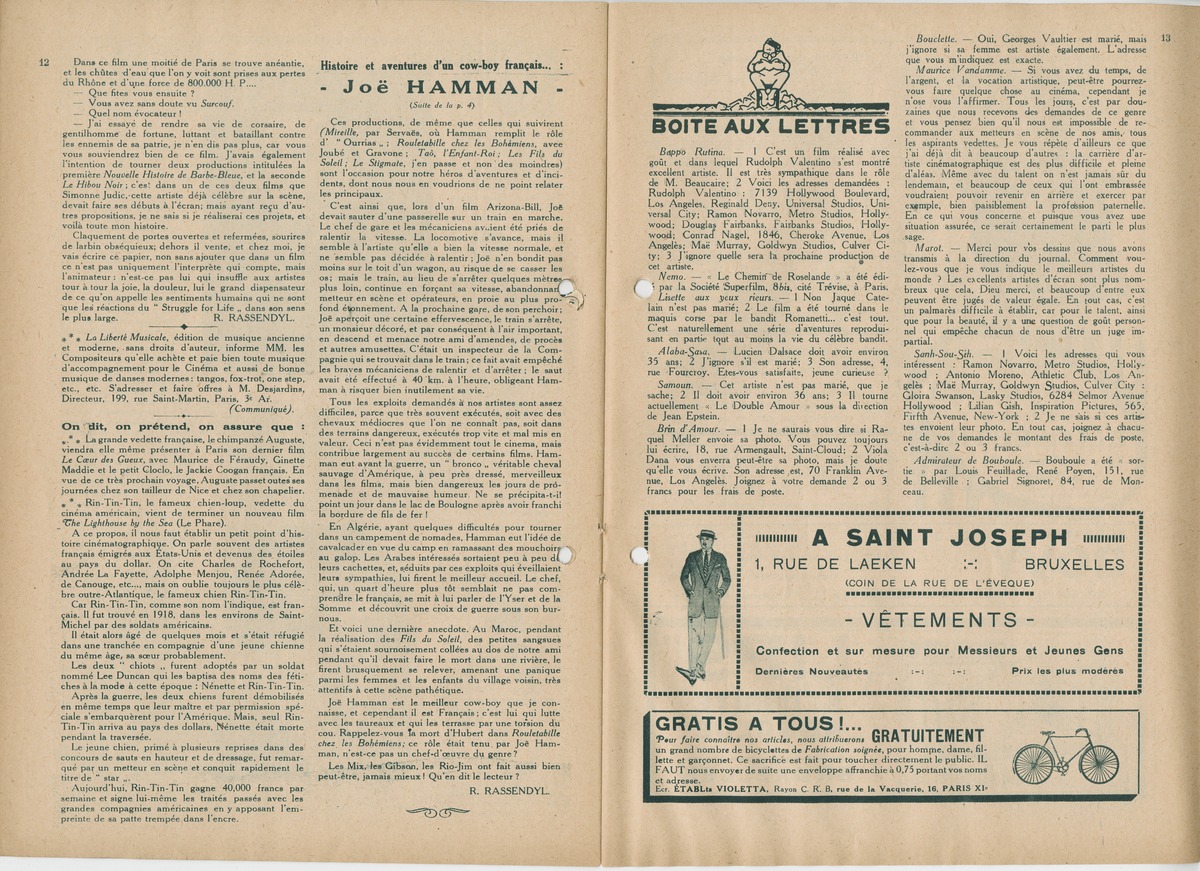 12
Dans ce film une moitié de Paris se trouve anéantie,
et les chûtes d'eau que l'on y voit sont prises aux pertes
du Rhône et d'une force de 800.000 H. P....
— Que fites vous ensuite ?
— Vous avez sans doute vu Surcouf.
— Quel nom évocateur !
— J'ai essayé de rendre sa vie de corsaire, de
gentilhomme de fortune, luttant et bataillant contre
les ennemis de sa patrie, je n'en dis pas plus, car vous
vous souviendrez bien de ce film. J'avais également
l'intention de tourner deux productions intitulées la
première Nouvelle Histoire de Barbe-Bleue, et la seconde
Le Hibou Noir ; c'est dans un de ces deux films que
Simonne Judic, cette artiste déjà célèbre sur la scène,
devait faire ses débuts à l'écran; mais ayant reçu d'au-
tres propositions, je ne sais si je réaliserai ces projets, et
voilà toute mon histoire.
Claquement de portes ouvertes et refermées, sourires
de larbin obséquieux; dehors il vente, et chez moi, je
vais écrire ce papier, non sans ajouter que dans un film
ce n'est pas uniquement l'interprète qui compte, mais
l'animateur : n'est-ce pas lui qui insuffle aux artistes
tour à tour la joie, la douleur, lui le grand dispensateur
de ce qu'on appelle les sentiments humains qui ne sont
que les réactions du “ Struggle for Life „ dans son sens
le plus large. R. RASSENDYL.
*** La Liberté Musicale, édition de musique ancienne
et moderne, sans droits d'auteur, informe MM. les
Compositeurs qu'elle achète et paie bien toute musique
d'accompagnement pour le Cinéma et aussi de bonne
musique de danses modernes : tangos, fox-trot, one step,
etc., etc. S'adresser et faire offres à M. Desjardins,
Directeur, 199, rue Saint-Martin, Paris, 3e Ar.
(Communiqué).
On dit, on prétend, on assure que :
*** La grande vedette française, le chimpanzé Auguste,
viendra elle même présenter à Paris son dernier film
Le Cœur des Gueux, avec Maurice de Féraudy, Ginette
Maddie et le petit Cloclo, le Jackie Coogan français. En
vue de ce très prochain voyage, Auguste passe toutes ses
journées chez son tailleur de Nice et chez son chapelier.
*** Rin-Tin-Tin, le fameux chien-loup, vedette du
cinéma américain, vient de terminer un nouveau film
The Lighthouse by the Sea (Le Phare).
A ce propos, il nous faut établir un petit point d'his-
toire cinématographique. On parle souvent des artistes
français émigrés aux États-Unis et devenus des étoiles
au pays du dollar. On cite Charles de Rochefort,
Andrée La Fayette, Adolphe Menjou, Renée Adorée,
de Canouge, etc..., mais on oublie toujours le plus célè-
bre outre-Atlantique, le fameux chien Rin-Tin-Tin.
Car Rin-Tin-Tin, comme son nom l'indique, est fran-
çais. Il fut trouvé en 1918, dans les environs de Saint-
Michel par des soldats américains.
Il était alors âgé de quelques mois et s'était réfugié
dans une tranchée en compagnie d'une jeune chienne
du même âge, sa sœur probablement.
Les deux “ chiots „ furent adoptés par un soldat
nommé Lee Duncan qui les baptisa des noms des féti-
ches à la mode à cette époque : Nénette et Rin-Tin-Tin.
Après la guerre, les deux chiens furent démobilisés
en même temps que leur maître et par permission spé-
ciale s'embarquèrent pour l'Amérique. Mais, seul Rin-
Tin-Tin arriva au pays des dollars, Nénette était morte
pendant la traversée.
Le jeune chien, primé à plusieurs reprises dans des
concours de sauts en hauteur et de dressage, fut remar-
qué par un metteur en scène et conquit rapidement le
titre de “ star „.
Aujourd'hui, Rin-Tin-Tin gagne 40,000 francs par
semaine et signe lui-même les traités passés avec les
grandes compagnies américaines en y apposant l'em-
preinte de sa patte trempée dans l'encre.
Histoire et aventures d'un cow-boy français... :
- Joë HAMMAN -
(Suite de la p. 4)
Ces productions, de même que celles qui suivirent
(Mireille, par Servaës, où Hamman remplit le rôle
d' “ Ourrias „ ; Rouletabille chez les Bohémiens, avec
Joubé et Gravone ; Taô, l'Enfant-Roi ; Les Fils du
Soleil ; Le Stigmate, j'en passe et non des moindres)
sont l'occasion pour notre héros d'aventures et d'inci-
dents, dont nous nous en voudrions de ne point relater
les principaux.
C'est ainsi que, lors d'un film Arizona-Bill, Joë
devait sauter d'une passerelle sur un train en marche.
Le chef de gare et les mécaniciens avaient été priés de
ralentir la vitesse. La locomotive s'avance, mais il
semble à l'artiste qu'elle a bien la vitesse normale, et
ne semble pas décidée à ralentir ; Joë n'en bondit pas
moins sur le toit d'un wagon, au risque de se casser les
os; mais le train, au lieu de s'arrêter quelques mètres
plus loin, continue en forçant sa vitesse, abandonnant
metteur en scène et opérateurs, en proie au plus pro-
fond étonnement. A la prochaine gare, de son perchoir ;
Joë aperçoit une certaine effervescence, le train s'arrête,
un monsieur décoré, et par conséquent à l'air important,
en descend et menace notre ami d'amendes, de procès
et autres amusettes. C'était un inspecteur de la Com-
pagnie qui se trouvait dans le train; ce fait avait empêché
les braves mécaniciens de ralentir et d'arrêter ; le saut
avait été effectué à 40 km. à l'heure, obligeant Ham-
man à risquer bien inutilement sa vie.
Tous les exploits demandés à nos artistes sont assez
difficiles, parce que très souvent exécutés, soit avec des
chevaux médiocres que l'on ne connaît pas, soit dans
des terrains dangereux, exécutés trop vite et mal mis en
valeur. Ceci n'est pas évidemment tout le cinema, mais
contribue largement au succès de certains films. Ham-
man eut avant la guerre, un “ bronco „, véritable cheval
sauvage d'Amérique, à peu près dressé, merveilleux
dans les films, mais bien dangereux les jours de pro-
menade et de mauvaise humeur. Ne se précipita-t-il
point un jour dans le lac de Boulogne après avoir franchi
la bordure de fils de fer !
En Algérie, ayant quelques difficultés pour tourner
dans un campement de nomades, Hamman eut l'idée de
cavalcader en vue du camp en ramassant des mouchoirs
au galop. Les Arabes intéressés sortaient peu à peu de
leurs cachettes, et, séduits par ces exploits qui éveillaient
leurs sympathies, lui firent le meilleur accueil. Le chef,
qui, un quart d'heure plus tôt semblait ne pas com-
prendre le français, se mit à lui parler de l'Yser et de la
Somme et découvrit une croix de guerre sous son bur-
nous.
Et voici une dernière anecdote. Au Maroc, pendant
la réalisation des Fils du Soleil, des petites sangsues
qui s'étaient sournoisement collées au dos de notre ami
pendant qu'il devait faire le mort dans une rivière, le
firent brusquement se relever, amenant une panique
parmi les femmes et les enfants du village voisin, très
attentifs à cette scène pathétique.
Joë Hamman est le meilleur cow-boy que je con-
naisse, et cependant il est Français ; c'est lui qui lutte
avec les taureaux et qui les terrasse par une torsion du
cou. Rappelez-vous la mort d'Hubert dans Rouletabille
chez les Bohémiens; ce rôle était tenu par Joë Ham-
man, n'est-ce pas un chef-d'œuvre du genre?
Les Mix, les Gibson, les Rio-Jim ont fait aussi bien
peut-être, jamais mieux ! Qu'en dit le lecteur ?
R. RASSENDYL.
BOITE AUX LETTRES
Bappo Rutina. — 1 C'est un film réalisé avec
goût et dans lequel Rudolph Valentino s'est montré
excellent artiste. Il est très sympathique dans le rôle
de M. Beaucaire; 2 Voici les adresses demandées :
Rudolph Valentino : 7139 Hollywood Boulevard,
Los Angeles, Reginald Deny, Universal Studios, Uni-
versal City; Ramon Novarro, Metro Studios, Holly-
wood; Douglas Fairbanks, Fairbanks Studios, Holly-
wood; Conrad Nagel, 1846, Cheroke Avenue, Los
Angelès; Maë Murray, Goldwyn Studios, Culver Ci-
ty; 3 J'ignore quelle sera la prochaine production de
cet artiste.
Nemo. — « Le Chemin de Roselande » a été édi-
é par la Société Superfilm, 8bis, cité Trévise, à Paris.
Lisette aux yeux rieurs. — 1 Non Jaque Cate-
lain n'est pas marié; 2 Le film a été tourné dans le
maquis corse par le bandit Romanetti... c'est tout.
C'est naturellement une série d'aventures reprodui-
sant en partie tout au moins la vie du célèbre bandit.
Alaba-Sasa. — Lucien Dalsace doit avoir environ
35 ans; 2 J'ignore s'il est marié; 3 Son adresse, 4,
rue Fourcroy. Etes-vous satisfaite, jeune curieuse ?
Samoun. — Cet artiste n'est pas marié, que je
sache; 2 Il doit avoir environ 36 ans; 3 Il tourne
actuellement « Le Double Amour » sous la direction
de Jean Epstein.
Brin d'Amour. — 1 Je ne saurais vous dire si Ra-
quel Meller envoie sa photo. Vous pouvez toujours
lui écrire, 18, rue Armengault, Saint-Cloud; 2 Viola
Dana vous enverra peut-être sa photo, mais je doute
qu'elle vous écrive. Son adresse est, 70 Franklin Ave-
nue, Los Angelès. Joignez à votre demande 2 ou 3
francs pour les frais de poste.
Bouclette. — Oui, Georges Vaultier est marié, mais
j'ignore si sa femme est artiste également. L'adresse
que vous m'indiquez est exacte.
Maurice Vandamme. — Si vous avez du temps, de
l'argent, et la vocation artistique, peut-être pourrez-
vous faire quelque chose au cinéma, cependant je
n'ose vous l'affirmer. Tous les jours, c'est par dou-
zaines que nous recevons des demandes de ce genre
et vous pensez bien qu'il nous est impossible de re-
commander aux metteurs en scène de nos amis, tous
les aspirants vedettes. Je vous répète d'ailleurs ce que
j'ai déjà dit à beaucoup d'autres : la carrière d'ar-
tiste cinématographique est des plus difficile et pleine
d'aléas. Même avec du talent on n'est jamais sûr du
lendemain, et beaucoup de ceux qui l'ont embrassée
voudraient pouvoir revenir en arrière et exercer par
exemple, bien paisiblement la profession paternelle.
En ce qui vous concerne et puisque vous avez une
situation assurée, ce serait certainement le parti le plus
sage.
Marot. — Merci pour vos dessins que nous avons
transmis à la direction du journal. Comment vou-
lez-vous que je vous indique le meilleurs artistes du
monde ? Les excellents artistes d'écran sont plus nom-
breux que cela, Dieu merci, et beaucoup d'entre eux
peuvent être jugés de valeur égale. En tout cas, c'est
un palmarès difficile à établir, car pour le talent, ainsi
que pour la beauté, il y a une question de goût person-
nel qui empêche chacun de nous d'être un juge im-
partial.
Sanh-Sou-Sih. — 1 Voici les adresses qui vous
intéressent : Ramon Novarro, Metro Studios, Holly-
wood ; Antonio Moreno, Athletic Club, Los An-
gelès ; Maë Murray, Goldwyn Studios, Culver City :
Gloira Swanson, Lasky Studios, 6284 Selmor Avenue
Hollywood ; Lilian Gish, Inspiration Pictures, 565,
Fifth Avenue, New-York ; 2 Je ne sais si ces artis-
tes envoient leur photo. En tout cas, joignez à chacu-
ne de vos demandes le montant des frais de poste,
c'est-à-dire 2 ou 3 francs.
Admirateur de Bouboule. — Bouboule a été « sor-
tie » par Louis Feuillade, René Poyen, 151, rue
de Belleville ; Gabriel Signoret, 84, rue de Mon-
ceau.
13
A SAINT JOSEPH
1, RUE DE LAEKEN :-: BRUXELLES
(COIN DE LA RUE DE L'ÉVEQUE)
- VÊTEMENTS -
Confection et sur mesure pour Messieurs et Jeunes Gens
Dernières Nouveautés :-: :-: Prix les plus modérés
GRATIS A TOUS !...
Pour faire connaître nos articles, nous attribuerons GRATUITEMENT
un grand nombre de bicyclettes de Fabrication soignée, pour homme, dame, fil-
lette et garçonnet. Ce sacrifice est fait pour toucher directement le public. IL
FAUT nous envoyer de suite une enveloppe affranchie à 0,75 portant vos noms
et adresse.
Ecr. ÉTABLts VIOLETTA, Rayon C. R. B. rue de la Vacquerie, 16, PARIS XIe